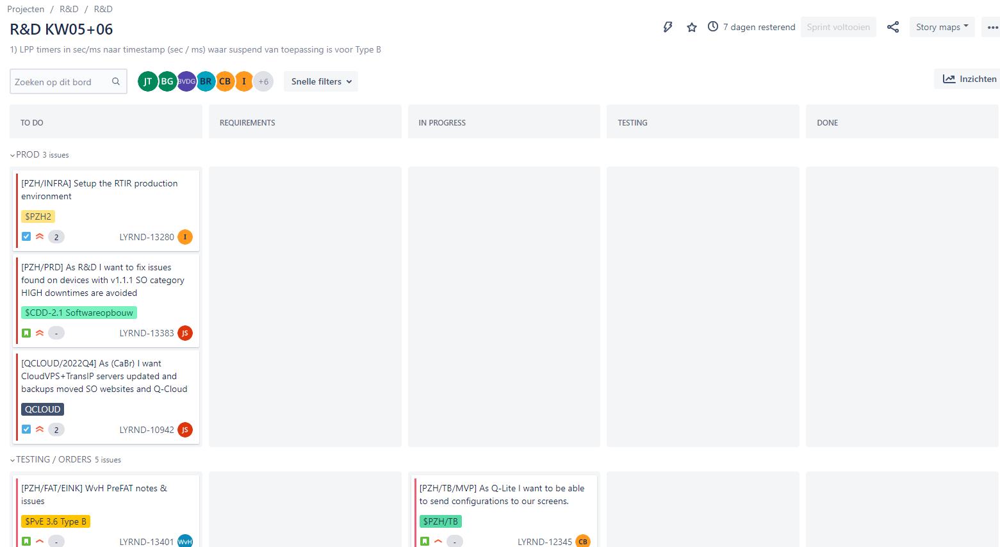 Projecten / R&D / R&D
R&D KW05+06
7 dagen resterend
Sprint voltooien
Story maps
1) LPP timers in sec/ms naar timestamp (sec / ms) waar suspend van toepassing is voor Type B
Zoeken op dit bord
JT BG BVDG BR CB I +6
Snelle filters
Inzichten
TO DO
REQUIREMENTS
IN PROGRESS
TESTING
DONE
PROD 3 issues
[PZH/INFRA] Setup the RTIR production
environment
$PZH2
2 LYRND-13280 I
[PZH/PRD] As R&D I want to fix issues
found on devices with v1.1.1 SO category
HIGH downtimes are avoided
$CDD-2.1 Softwareopbouw
- LYRND-13383 JS
[QCLOUD/2022Q4] As (CaBr) I want
CloudVPS+TransIP servers updated and
backups moved SO websites and Q-Cloud
QCLOUD
2 LYRND-10942 JS
TESTING / ORDERS 5 issues
[PZH/FAT/EINK] WvH PreFAT notes &
issues
$PvE 3.6 Type B
- LYRND-13401 WvH
[PZH/TB/MVP] As Q-Lite I want to be able
to send configurations to our screens.
$PZH/TB
- LYRND-12345 CB